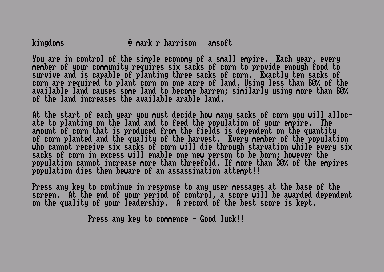 kingdoms © mark r harrison amsoft
You are in control of the simple economy of a small empire. Each year, every
member of your community requires six sacks of corn to provide enough food to
survive and is capable of planting three sacks of corn. Exactly ten sacks of
corn are required to plant corn on one acre of land. Using less than 60% of the
available land causes some land to become barren; similarly using more than 60%
of the land increases the available arable land.
At the start of each year you must decide how many sacks of corn you will alloc-
ate to planting on the land and to feed the population of your empire. The
amount of corn that is produced from the fields is dependent on the quantity
of corn planted and the quality of the harvest. Every member of the population
who cannot receive six sacks of corn will die through starvation while every six
sacks of corn in excess will enable one new person to be born; however the
population cannot increase more than threefold. If more than 30% of the empires
population dies then beware of an assassination attempt!!
Press any key to continue in response to any user messages at the base of the
screen. At the end of your period of control, a score will be awarded dependent
on the quality of your leadership. A record of the best score is kept.
Press any key to commence - Good luck!!